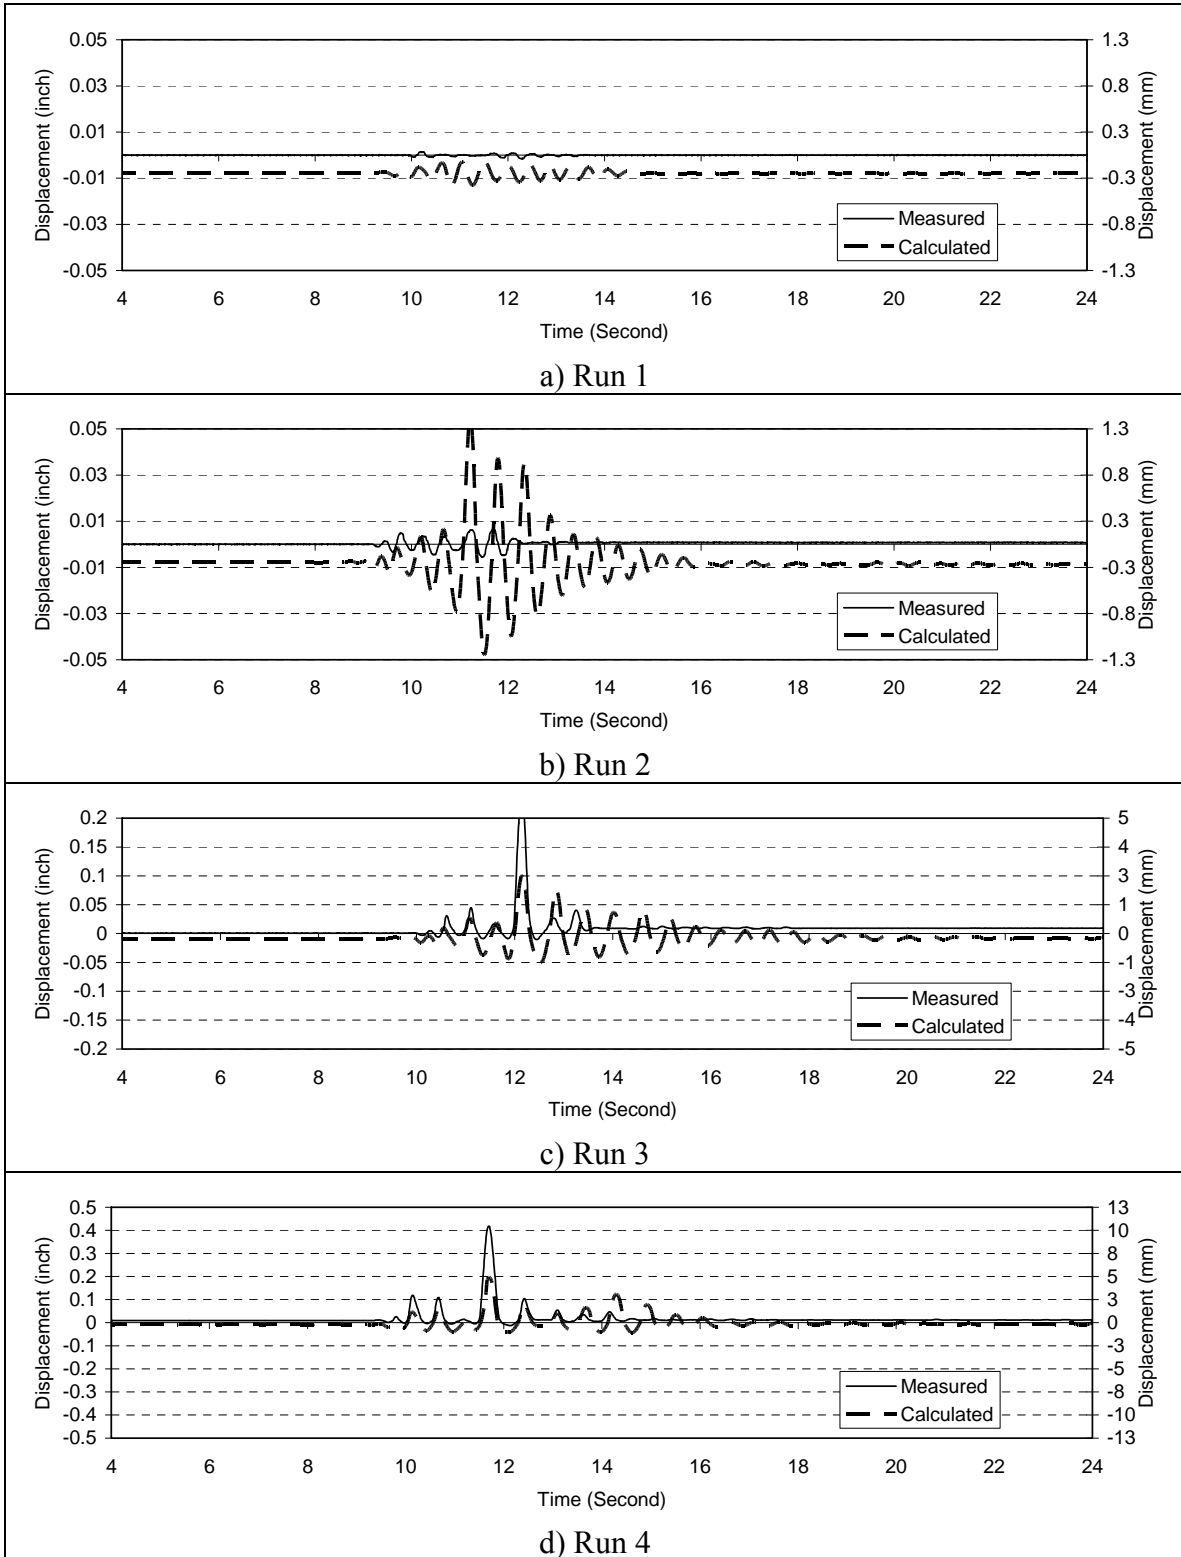 0.05
0.03
0.01
-0.01
-0.03
-0.05
Displacement (inch)
1.3
0.8
0.3
-0.3
-0.8
-1.3
Displacement (mm)
Measured
Calculated
4 6 8 10 12 14 16 18 20 22 24
Time (Second)
a) Run 1
0.05
0.03
0.01
-0.01
-0.03
-0.05
Displacement (inch)
1.3
0.8
0.3
-0.3
-0.8
-1.3
Displacement (mm)
Measured
Calculated
4 6 8 10 12 14 16 18 20 22 24
Time (Second)
b) Run 2
0.2
0.15
0.1
0.05
0
-0.05
-0.1
-0.15
-0.2
Displacement (inch)
5
4
3
1
0
-1
-3
-4
-5
Displacement (mm)
Measured
Calculated
4 6 8 10 12 14 16 18 20 22 24
Time (Second)
c) Run 3
0.5
0.4
0.3
0.2
0.1
0
-0.1
-0.2
-0.3
-0.4
-0.5
Displacement (inch)
13
10
8
5
3
0
-3
-5
-8
-10
-13
Displacement (mm)
Measured
Calculated
4 6 8 10 12 14 16 18 20 22 24
Time (Second)
d) Run 4